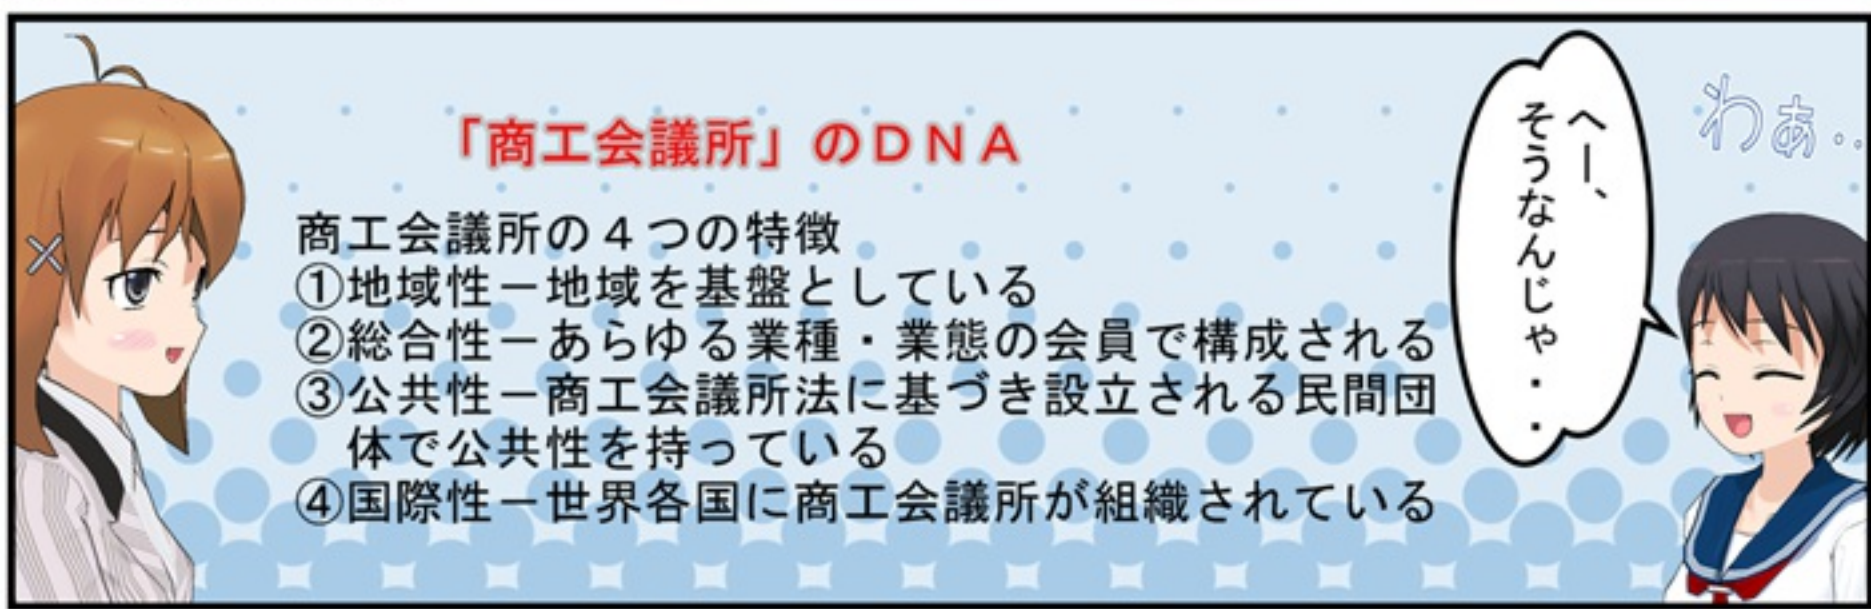 「商工会議所」のＤＮＡ
商工会議所の４つの特徴
①地域性－地域を基盤としている
②総合性－あらゆる業種・業態の会員で構成される
③公共性－商工会議所法に基づき設立される民間団
体で公共性を持っている
④国際性－世界各国に商工会議所が組織されている
へー、
そうなんじゃ・・
わぁ‥